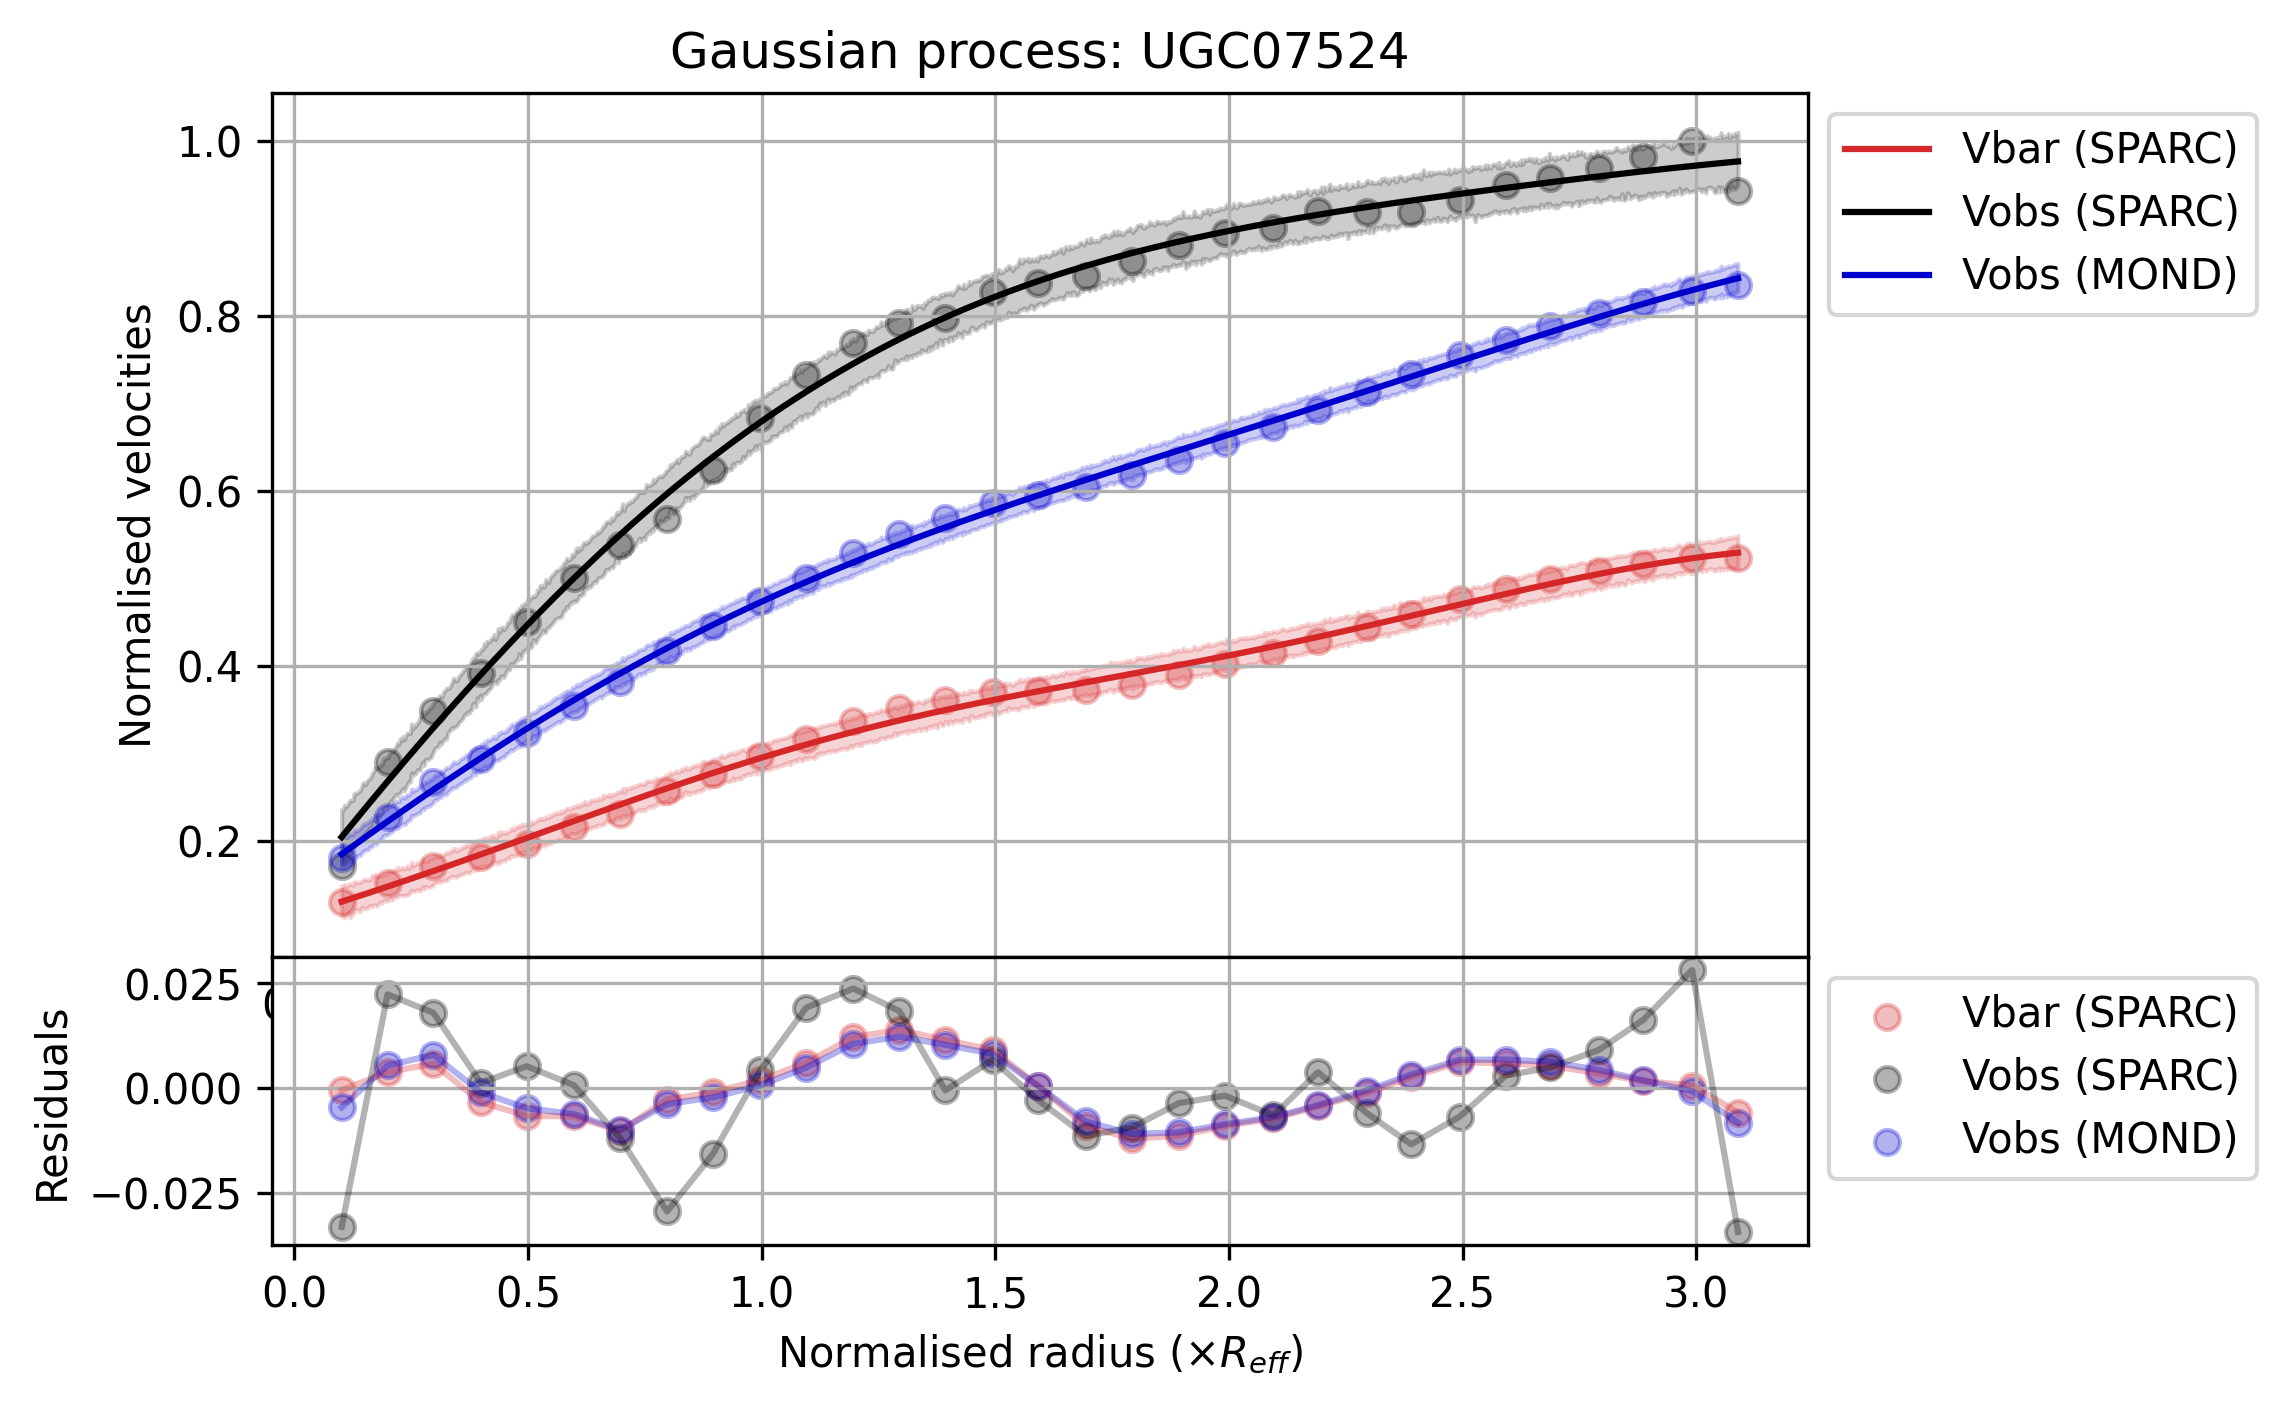 Gaussian process: UGC07524
1.0
0.8
0.6
0.4
0.2
Normalised velocities
Vbar (SPARC)
Vobs (SPARC)
Vobs (MOND)
0.025
0.000
−0.025
Residuals
Vbar (SPARC)
Vobs (SPARC)
Vobs (MOND)
0.0 0.5 1.0 1.5 2.0 2.5 3.0
Normalised radius (×R_eff)